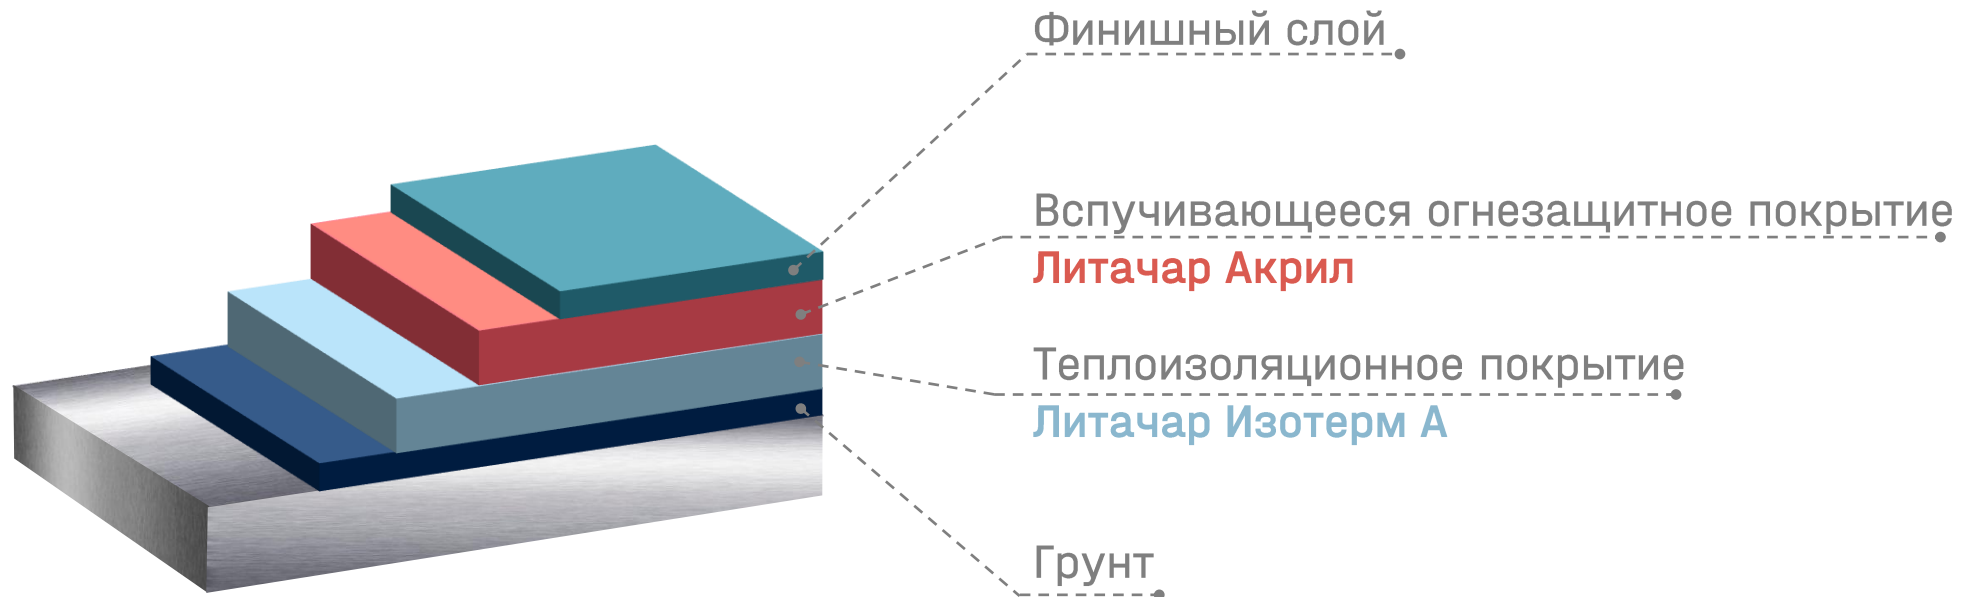 Финишный слой
Вспучивающееся огнезащитное покрытие
Литачар Акрил
Теплоизоляционное покрытие
Литачар Изотерм А
Грунт